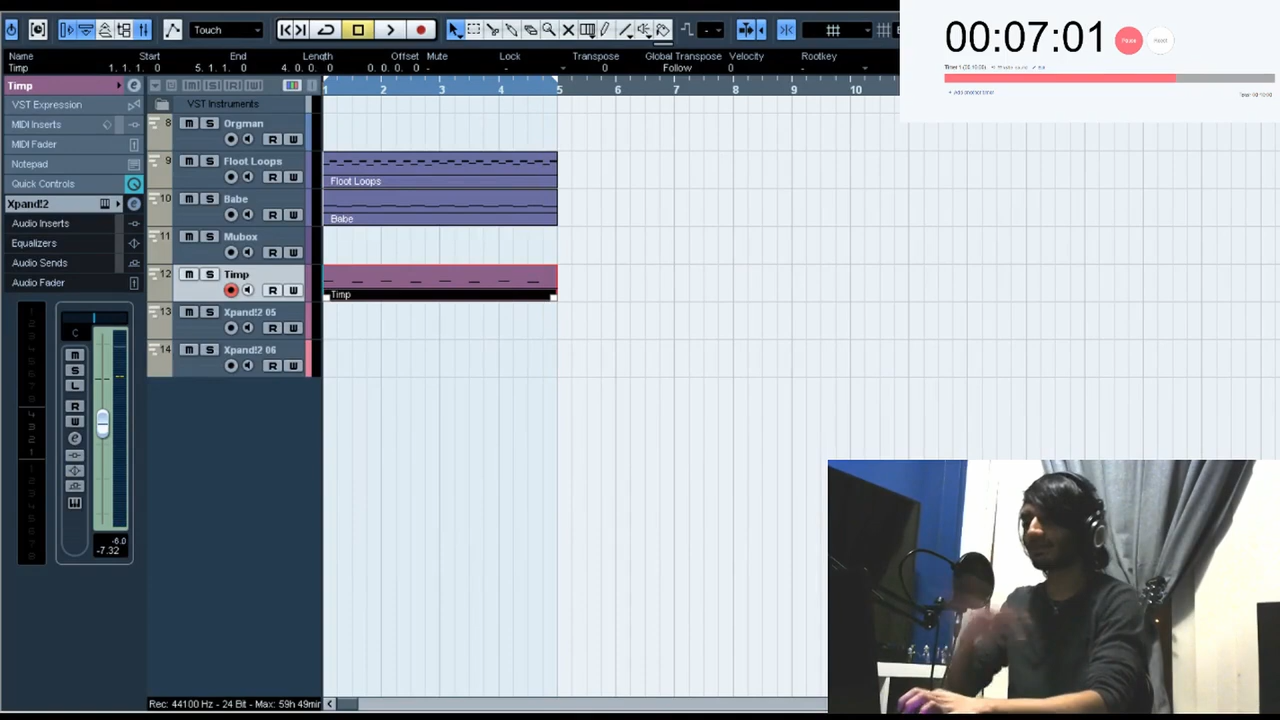 Touch
00:07:01
Pause
Reset
Name Start End Length Offset Mute Lock Transpose Global Transpose Velocity Rootkey
Timp 1. 1. 1. 0 5. 1. 1. 0 4. 0. 0. 0 0. 0. 0. 0 - - 0 Follow 0 -
+ Add another timer
Timp
VST Expression
MIDI Inserts
MIDI Fader
Notepad
Quick Controls
Xpand!2
Audio Inserts
Equalizers
Audio Sends
Audio Fader
C
M
S
L
R
W
e
-6.0
-7.32
1 2 3 4 5 6 7 8 9 10
VST Instruments
8 M S Orgman
R W
9 M S Floot Loops
R W
Floot Loops
10 M S Babe
R W
Babe
11 M S Mubox
R W
12 M S Timp
R W
Timp
13 M S Xpand!2 05
R W
14 M S Xpand!2 06
R W
Rec: 44100 Hz - 24 Bit - Max: 59h 49min